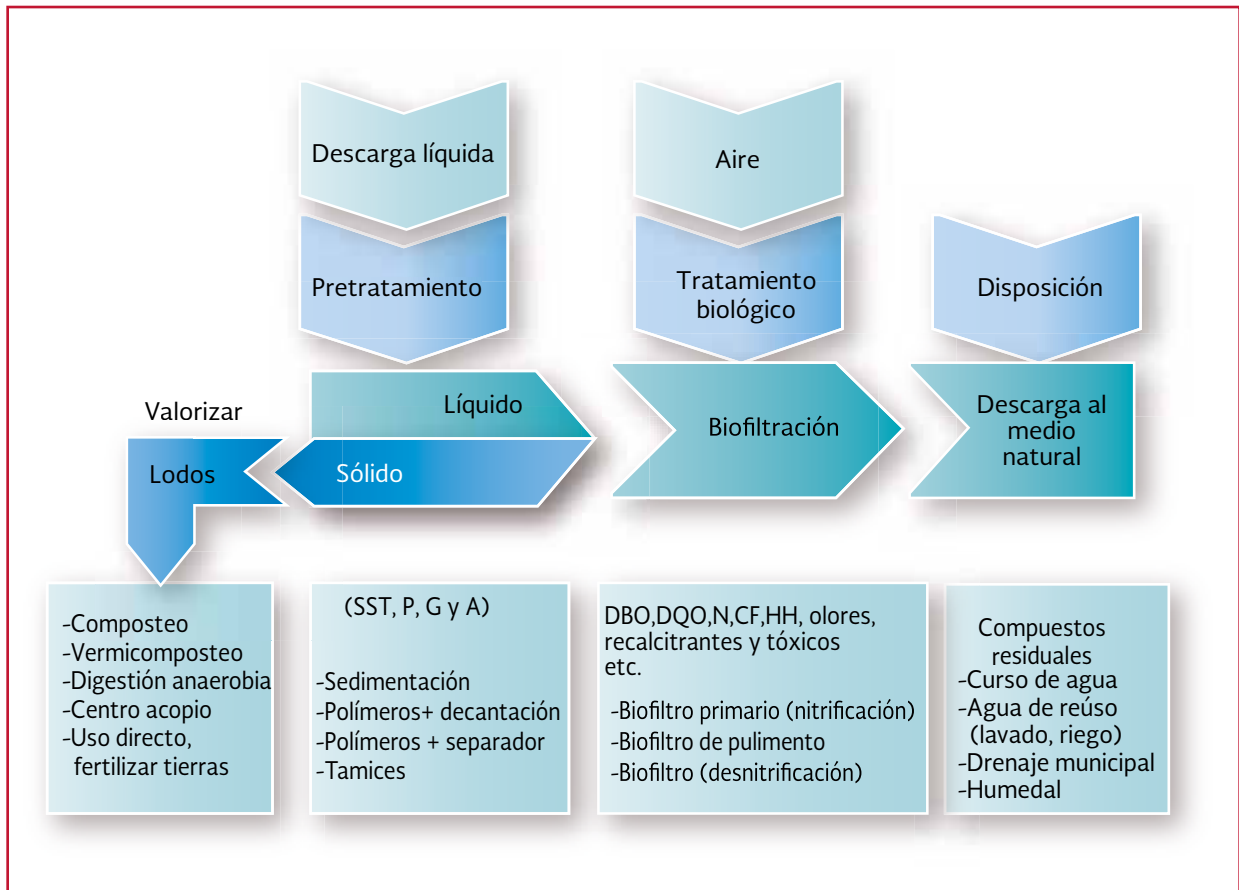 Descarga líquida
Aire
Pretratamiento
Tratamiento
biológico
Disposición
Valorizar
Líquido
Lodos
Sólido
Biofiltración
Descarga al
medio
natural
-Composteo
-Vermicomposteo
-Digestión anaerobia
-Centro acopio
-Uso directo,
fertilizar tierras
(SST, P, G y A)
-Sedimentación
-Polímeros+ decantación
-Polímeros + separador
-Tamices
DBO,DQO,N,CF,HH, olores,
recalcitrantes y tóxicos
etc.
-Biofiltro primario (nitrificación)
-Biofiltro de pulimento
-Biofiltro (desnitrificación)
Compuestos
residuales
-Curso de agua
-Agua de reúso
(lavado, riego)
-Drenaje municipal
-Humedal